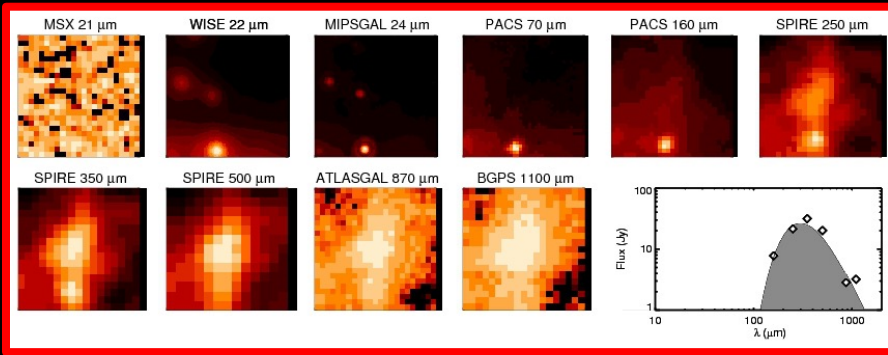 MSX 21 μm WISE 22 μm MIPSGAL 24 μm PACS 70 μm PACS 160 μm SPIRE 250 μm
SPIRE 350 μm SPIRE 500 μm ATLASGAL 870 μm BGPS 1100 μm
100
Flux (Jy)
10
1
10 100 1000
λ (μm)